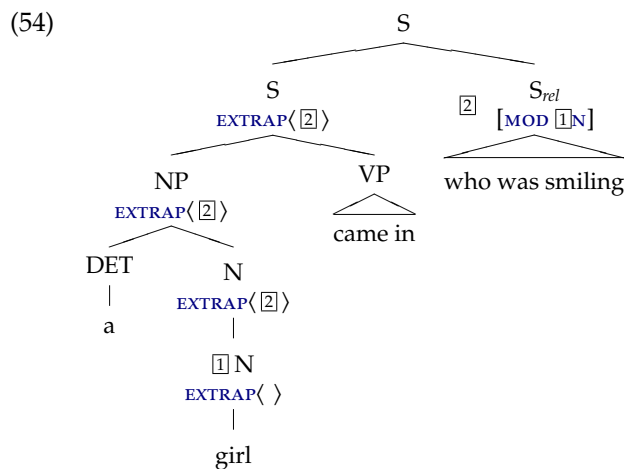 (54)
S
S S_rel
EXTRAP⟨ [2] ⟩ [2] [MOD [1]N]
NP VP who was smiling
EXTRAP⟨ [2] ⟩
came in
DET N
EXTRAP⟨ [2] ⟩
a
[1] N
EXTRAP⟨ ⟩
girl